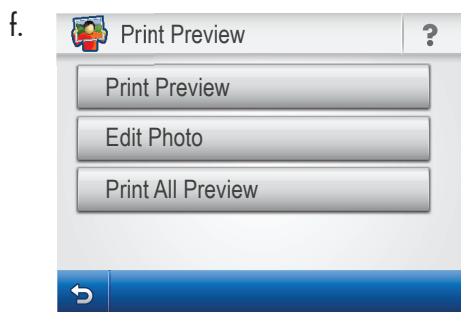 f.
Print Preview ?
Print Preview
Edit Photo
Print All Preview